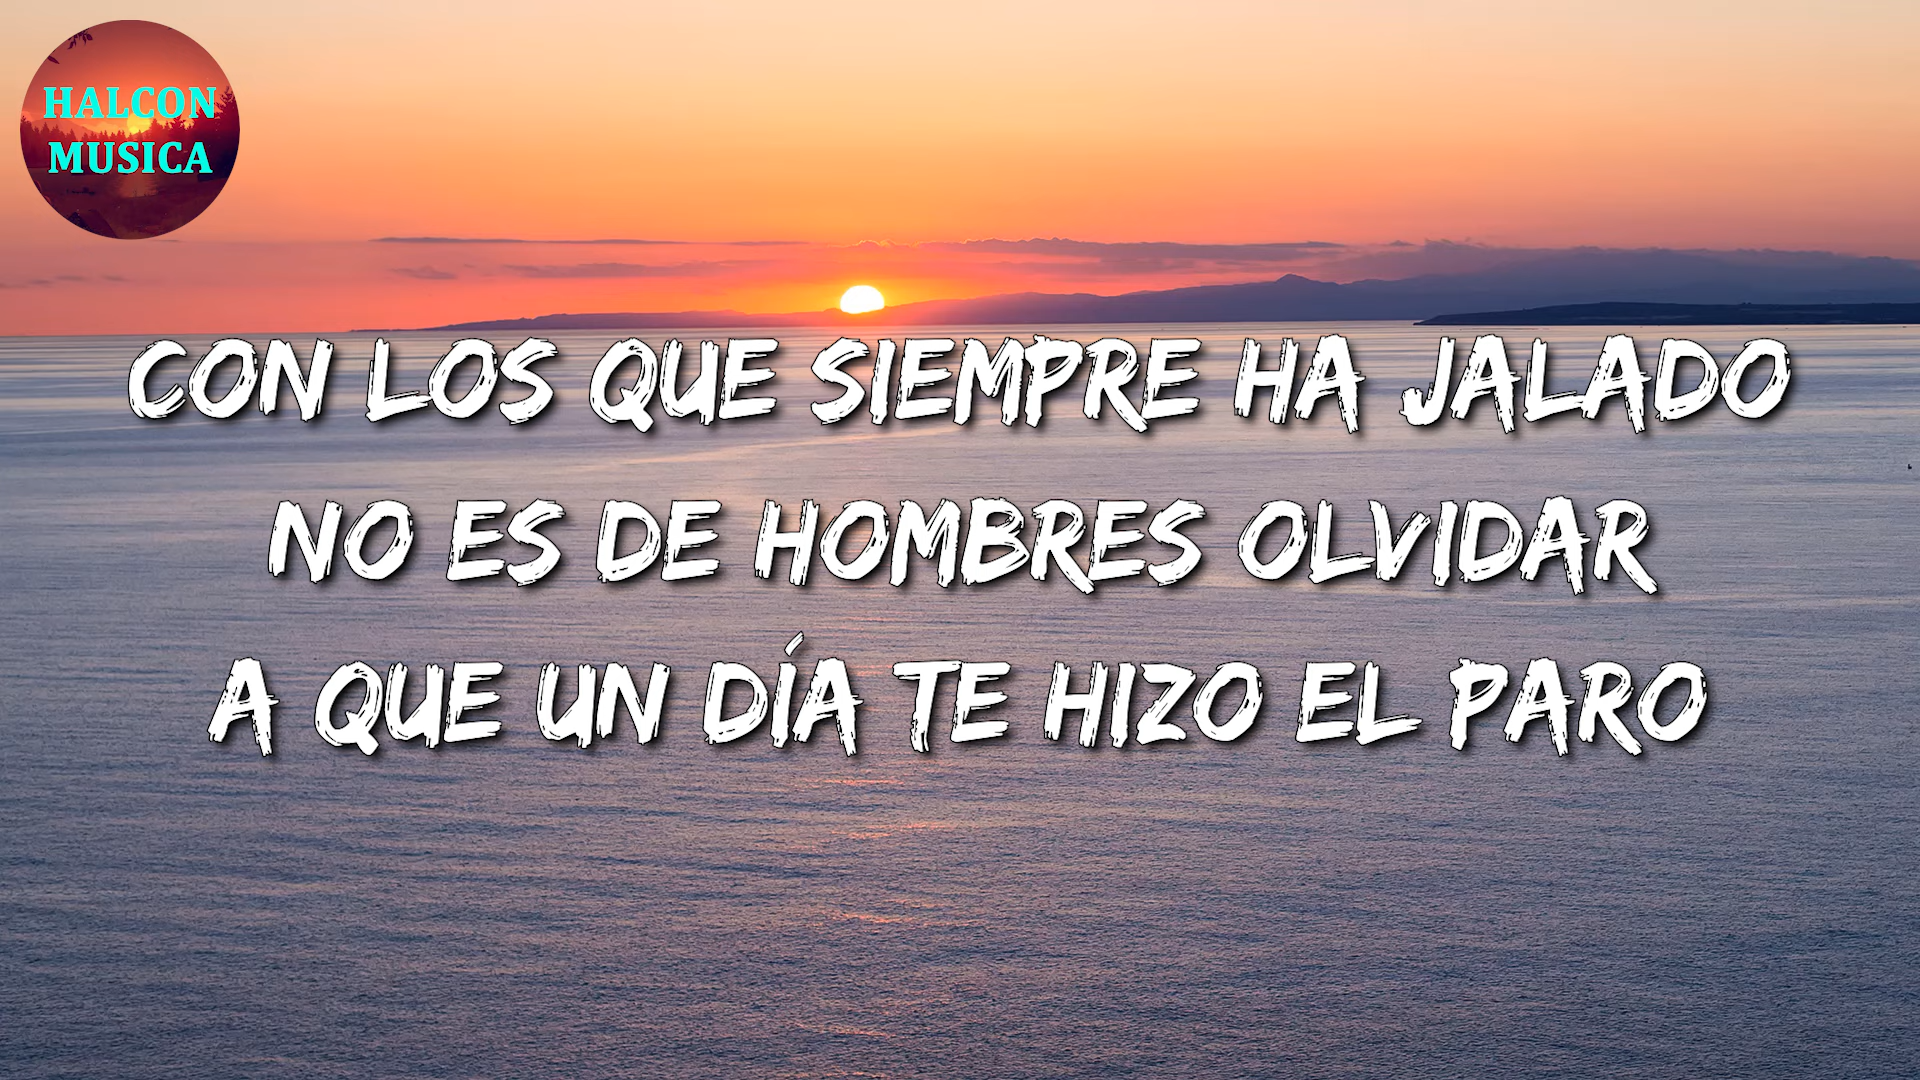 HALCON
MUSICA
CON LOS QUE SIEMPRE HA JALADO
NO ES DE HOMBRES OLVIDAR
A QUE UN DÍA TE HIZO EL PARO